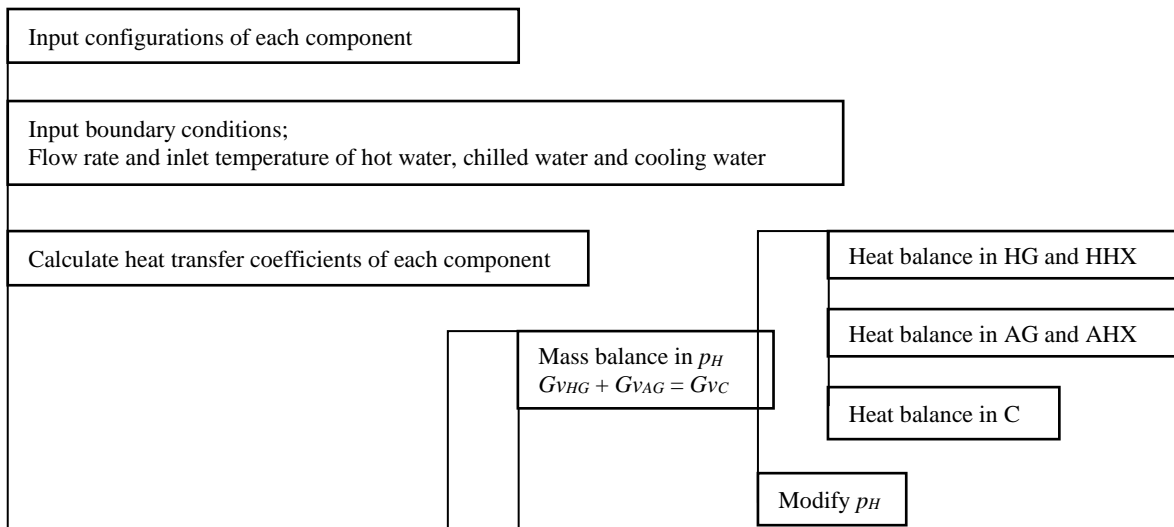 Input configurations of each component
Input boundary conditions;
Flow rate and inlet temperature of hot water, chilled water and cooling water
Calculate heat transfer coefficients of each component
Heat balance in HG and HHX
Mass balance in pH
GvHG + GvAG = GvC
Heat balance in AG and AHX
Heat balance in C
Modify pH